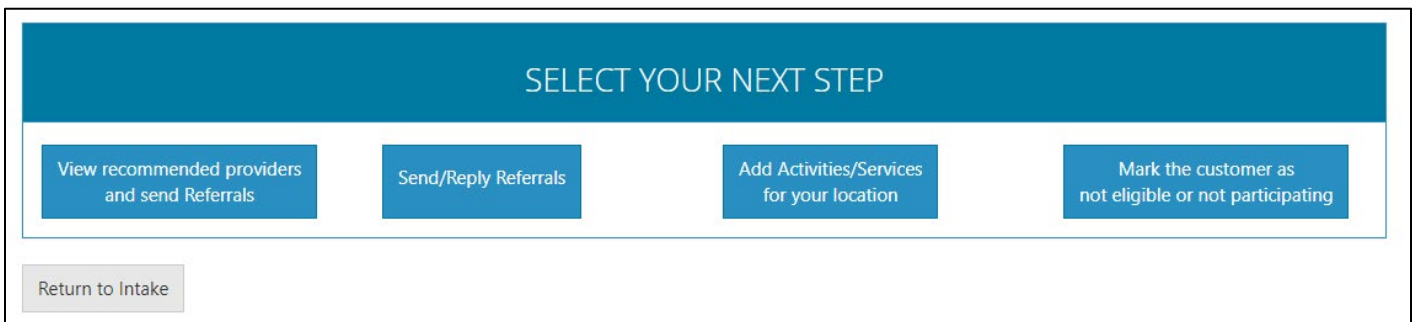 SELECT YOUR NEXT STEP
View recommended providers
and send Referrals
Send/Reply Referrals
Add Activities/Services
for your location
Mark the customer as
not eligible or not participating
Return to Intake